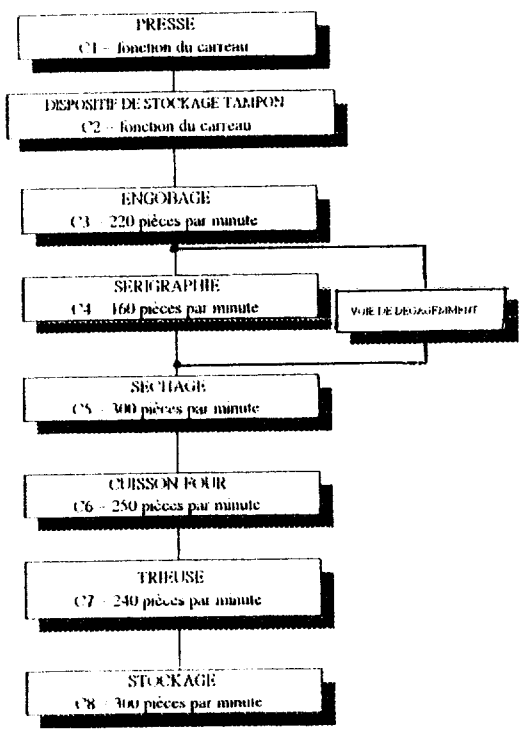 PRESSE
C1 - fonction du carreau
DISPOSITIF DE STOCKAGE TAMPON
C2 - fonction du carreau
ENGOBAGE
C3 - 220 pièces par minute
SERIGRAPHIE
C4 - 160 pièces par minute
VOIE DE DEGAGEMMENT
SECHAGE
C5 - 300 pièces par minute
CUISSON FOUR
C6 - 250 pièces par minute
TRIEUSE
C7 - 240 pièces par minute
STOCKAGE
C8 - 300 pièces par minute